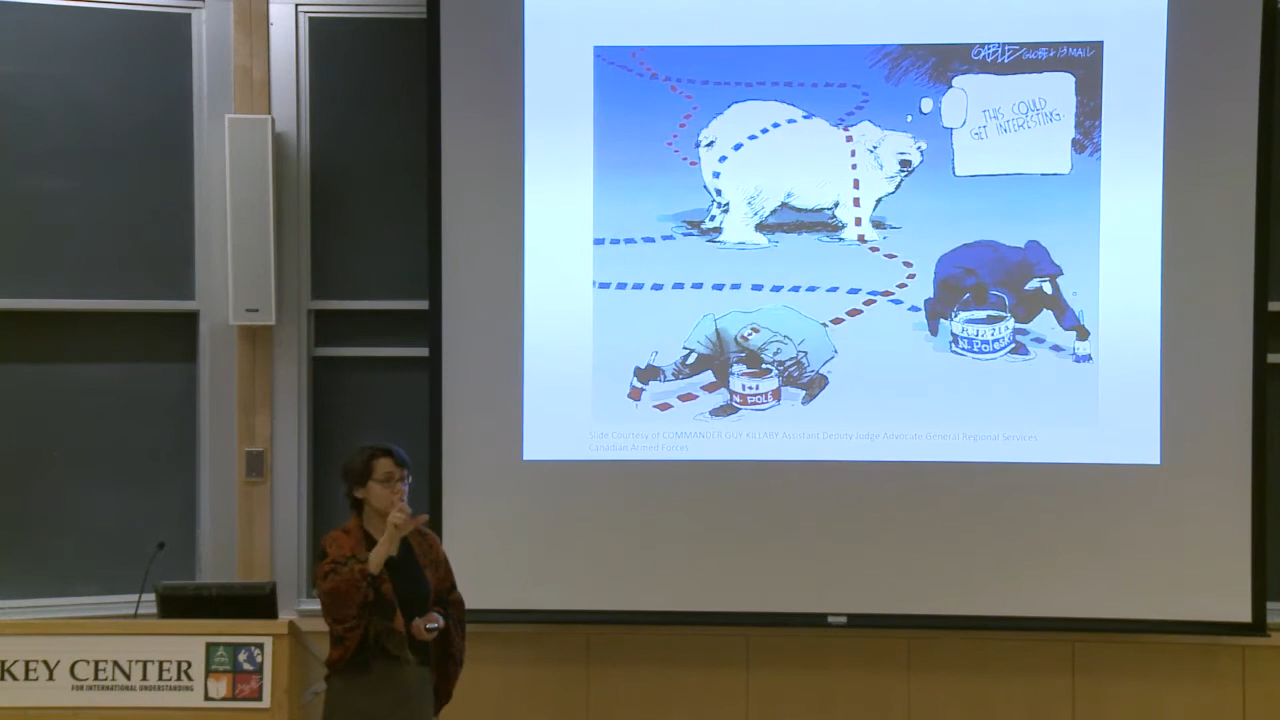 GABLE GLOBE & MAIL
THIS COULD
GET INTERESTING.
N. POLE
Slide Courtesy of COMMANDER GUY KILLABY Assistant Deputy Judge Advocate General Regional Services
Canadian Armed Forces
KEY CENTER
FOR INTERNATIONAL UNDERSTANDING